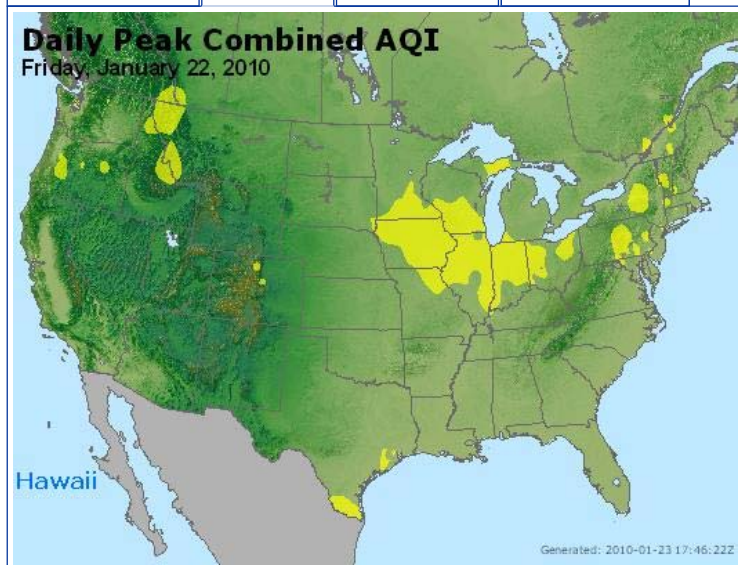 Daily Peak Combined AQI
Friday, January 22, 2010
Hawaii
Generated: 2010-01-23 17:46:22Z